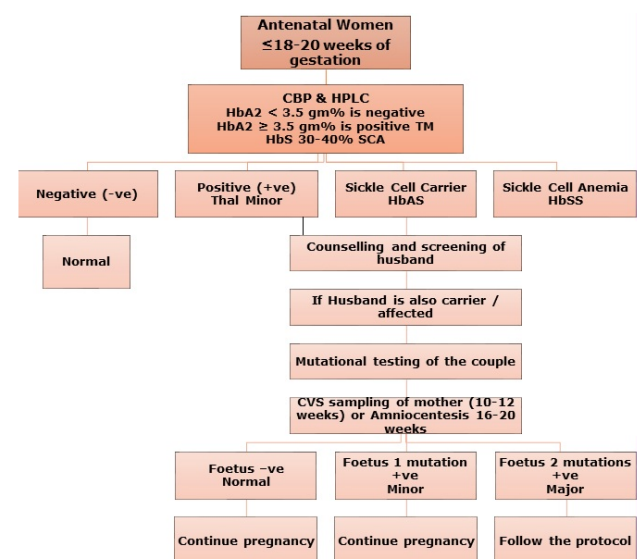 Antenatal Women
≤18-20 weeks of
gestation
CBP & HPLC
HbA2 < 3.5 gm% is negative
HbA2 ≥ 3.5 gm% is positive TM
HbS 30-40% SCA
Negative (-ve)
Positive (+ve)
Thal Minor
Sickle Cell Carrier
HbAS
Sickle Cell Anemia
HbSS
Normal
Counselling and screening of
husband
If Husband is also carrier /
affected
Mutational testing of the couple
CVS sampling of mother (10-12
weeks) or Amniocentesis 16-20
weeks
Foetus –ve
Normal
Foetus 1 mutation
+ve
Minor
Foetus 2 mutations
+ve
Major
Continue pregnancy
Continue pregnancy
Follow the protocol